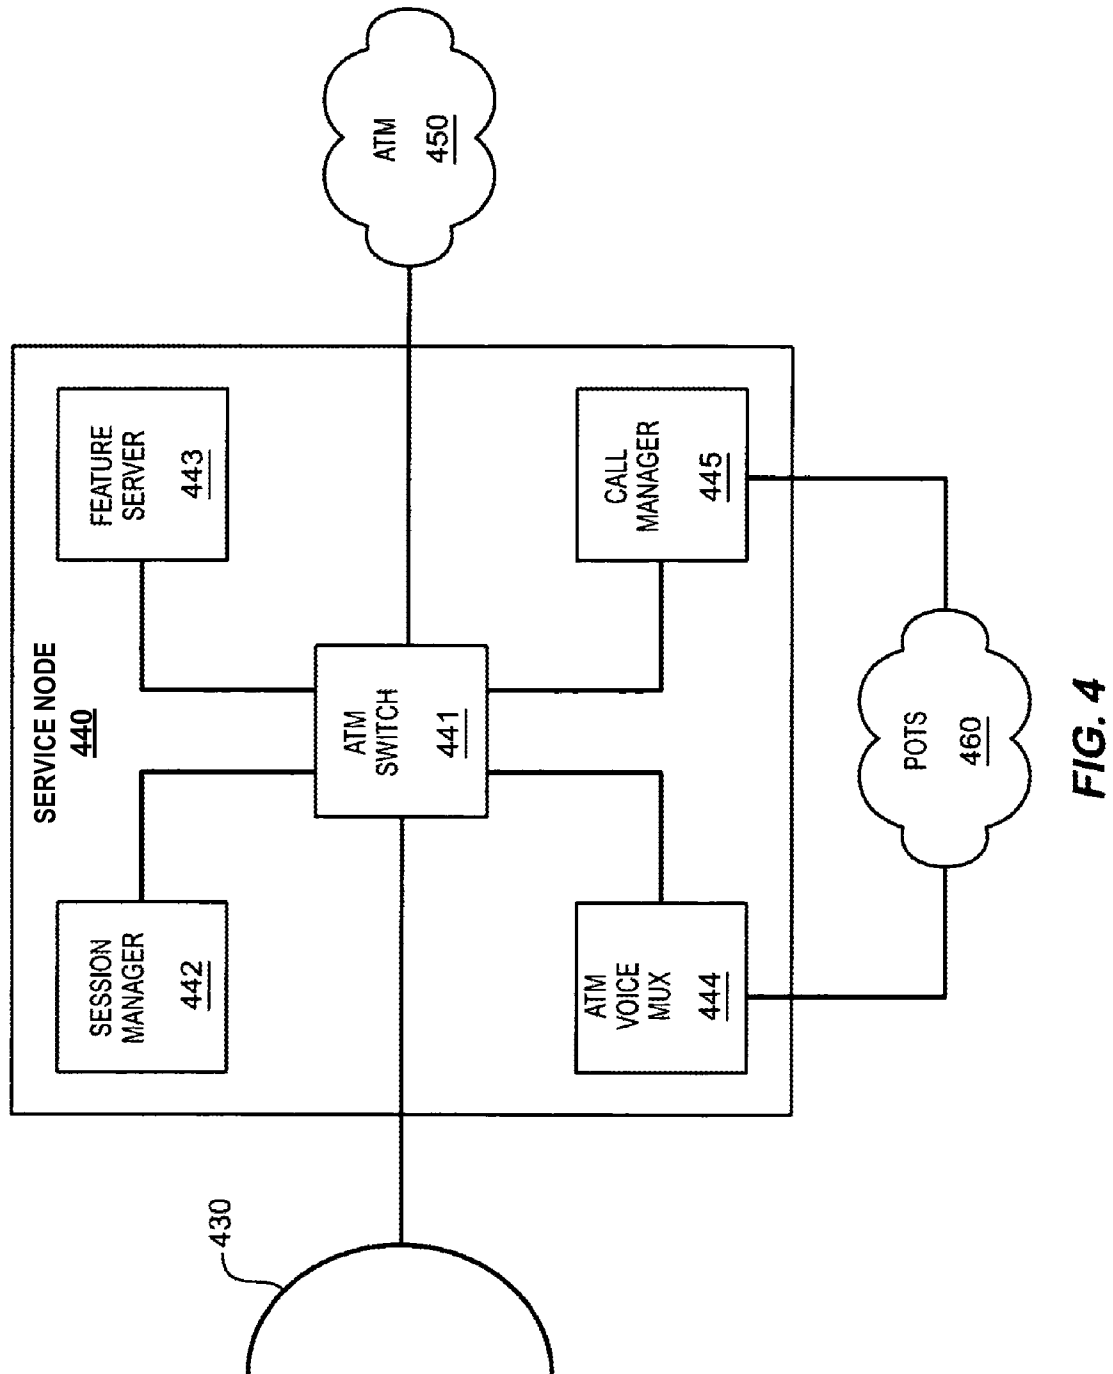 SERVICE NODE
440
SESSION
MANAGER
442
FEATURE
SERVER
443
430
ATM
SWITCH
441
ATM
450
ATM
VOICE
MUX
444
CALL
MANAGER
445
POTS
460
FIG. 4